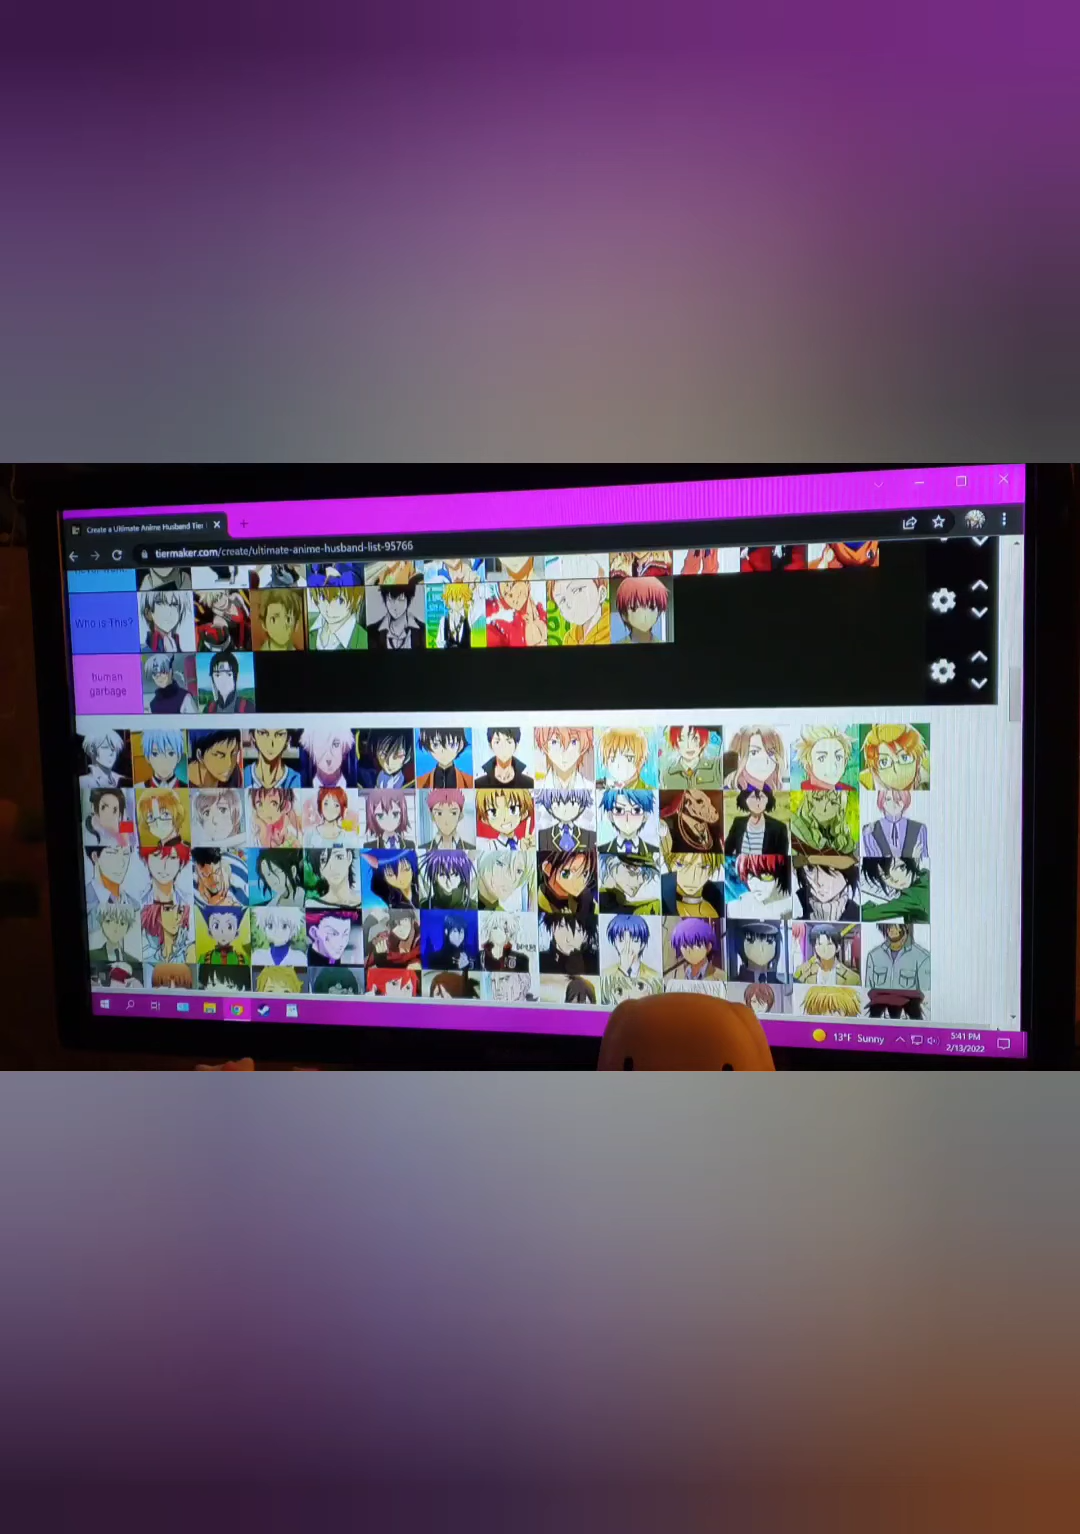 Create a Ultimate Anime Husband Tier
tiermaker.com/create/ultimate-anime-husband-list-95766
Who is This?
human
garbage
13°F Sunny
5:41 PM
2/13/2022